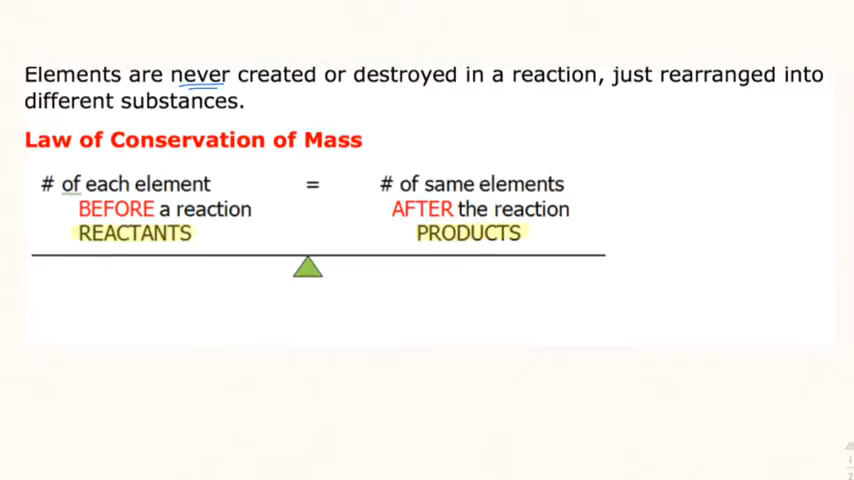 Elements are never created or destroyed in a reaction, just rearranged into
different substances.
Law of Conservation of Mass
# of each element = # of same elements
BEFORE a reaction AFTER the reaction
REACTANTS PRODUCTS